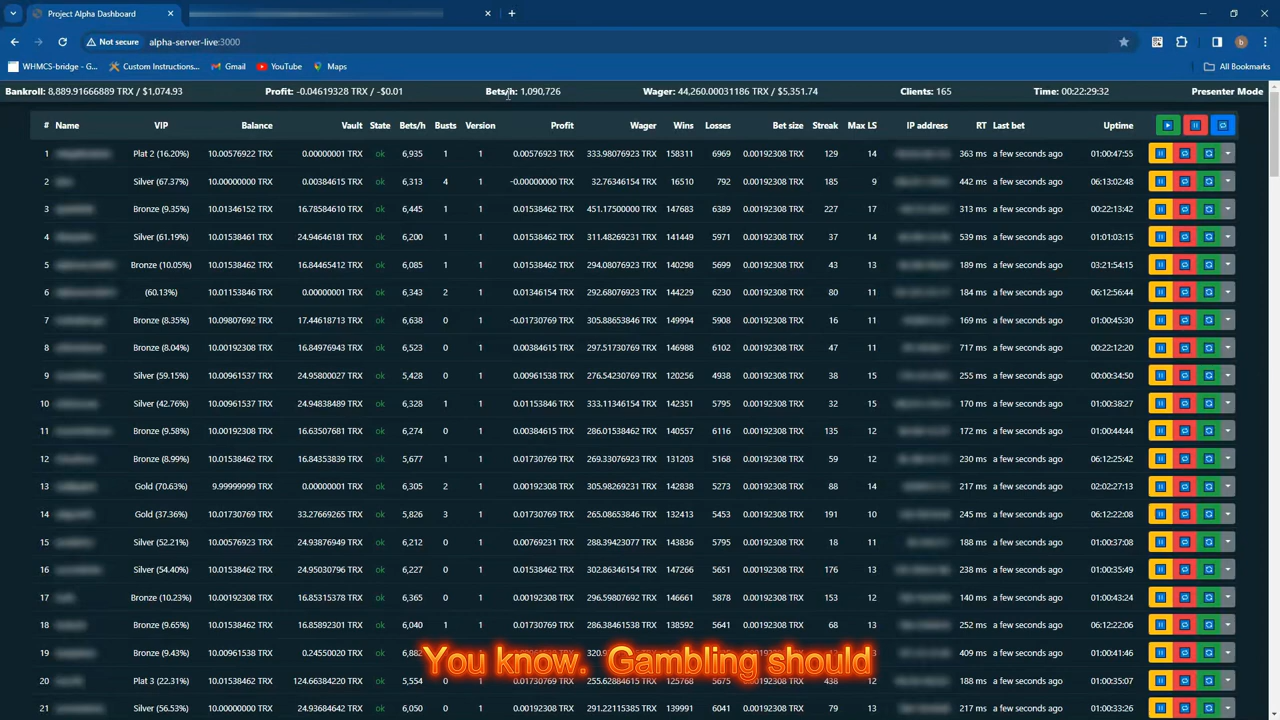 Project Alpha Dashboard
Not secure alpha-server-live:3000
WHMCS-bridge - G... Custom Instructions... Gmail YouTube Maps All Bookmarks
Bankroll: 8,889.91666889 TRX / $1,074.93 Profit: -0.04619328 TRX / -$0.01 Bets/h: 1,090,726 Wager: 44,260.00031186 TRX / $5,351.74 Clients: 165 Time: 00:22:29:32 Presenter Mode
# Name VIP Balance Vault State Bets/h Busts Version Profit Wager Wins Losses Bet size Streak Max LS IP address RT Last bet Uptime
1 Plat 2 (16.20%) 10.00576922 TRX 0.00000001 TRX ok 6,935 1 TRX 333.98076923 TRX 158311 6969 0.00192308 TRX 129 14 363 ms a few seconds ago 01:00:47:55
2 Silver (67.37%) 10.00000000 TRX 0.00384615 TRX ok 6,313 4 TRX 32.76346154 TRX 16510 792 0.00192308 TRX 185 9 442 ms a few seconds ago 06:13:02:48
3 Bronze (9.35%) 10.01346152 TRX 16.78584610 TRX ok 6,445 1 1 0.01538462 TRX 451.17500000 TRX 147683 6389 0.00192308 TRX 227 17 313 ms a few seconds ago 00:22:13:42
4 Silver (61.19%) 10.01538461 TRX 24.94646181 TRX ok 6,200 1 1 0.01538462 TRX 311.48269231 TRX 141449 5971 0.00192308 TRX 37 14 539 ms a few seconds ago 01:01:03:15
5 Bronze (10.05%) 10.01538461 TRX 16.84465412 TRX ok 6,085 1 1 0.01538462 TRX 294.08076923 TRX 140298 5699 0.00192308 TRX 43 13 189 ms a few seconds ago 03:21:54:15
6 (60.13%) 10.01153846 TRX 0.00000001 TRX ok 6,343 2 1 0.01346154 TRX 292.68076923 TRX 144229 6230 0.00192308 TRX 80 11 184 ms a few seconds ago 06:12:56:44
7 Bronze (8.35%) 10.09807692 TRX 17.44618713 TRX ok 6,638 0 1 -0.01730769 TRX 305.88653846 TRX 149994 5908 0.00192308 TRX 16 11 169 ms a few seconds ago 01:00:45:30
8 Bronze (8.04%) 10.00192308 TRX 16.84976943 TRX ok 6,523 0 1 0.00384615 TRX 297.51730769 TRX 146988 6102 0.00192308 TRX 47 11 717 ms a few seconds ago 00:22:12:20
9 Silver (59.15%) 10.00961537 TRX 24.95800027 TRX ok 5,428 0 1 0.00961538 TRX 276.54230769 TRX 120256 4938 0.00192308 TRX 38 15 255 ms a few seconds ago 00:00:34:50
10 Silver (42.76%) 10.00961537 TRX 24.94838489 TRX ok 6,328 1 1 0.01153846 TRX 333.11346154 TRX 142351 5795 0.00192308 TRX 32 15 170 ms a few seconds ago 01:00:38:27
11 Bronze (9.58%) 10.00961537 TRX 16.63507681 TRX ok 6,274 0 1 0.00384615 TRX 286.01538462 TRX 140557 6116 0.00192308 TRX 135 12 172 ms a few seconds ago 01:00:44:44
12 Bronze (8.99%) 10.01538462 TRX 16.84332435 TRX ok 5,677 1 1 0.01538462 TRX 265.98269231 TRX 131203 5168 0.00192308 TRX 59 12 230 ms a few seconds ago 06:12:25:42
13 Gold (70.63%) 9.99999999 TRX 0.00000000 TRX ok 6,305 2 1 0.00192308 TRX 305.98269231 TRX 142838 5273 0.00192308 TRX 88 14 217 ms a few seconds ago 02:02:27:13
14 Gold (37.36%) 10.01730769 TRX 33.27669265 TRX ok 5,826 0 1 0.01730769 TRX 265.08653846 TRX 132413 5453 0.00192308 TRX 191 10 245 ms a few seconds ago 06:12:22:08
15 Silver (52.21%) 10.00576923 TRX 24.93876949 TRX ok 6,212 0 1 0.00576923 TRX 288.39423077 TRX 143836 5795 0.00192308 TRX 18 11 188 ms a few seconds ago 01:00:37:08
16 Silver (54.40%) 10.01538462 TRX 24.95030796 TRX ok 6,227 0 1 0.01538462 TRX 302.86346154 TRX 147266 5651 0.00192308 TRX 176 13 238 ms a few seconds ago 01:00:35:49
17 Bronze (10.23%) 10.00192308 TRX 16.85315378 TRX ok 6,365 0 1 0.00192308 TRX 296.59807692 TRX 146661 5878 0.00192308 TRX 153 12 140 ms a few seconds ago 01:00:39:45
18 Bronze (9.65%) 10.01923077 TRX 16.85892301 TRX ok 6,040 1 1 0.01730769 TRX 286.38461538 TRX 138558 5641 0.00192308 TRX 68 13 252 ms a few seconds ago 06:12:22:06
19 Bronze (9.43%) 10.01538462 TRX 0.24550020 TRX ok 0 1 0.00192308 TRX 13 409 ms a few seconds ago 01:00:41:46
20 Plat 3 (22.31%) 10.01538462 TRX 124.66384230 TRX ok 5,554 0 1 0.01730769 TRX 255.62884615 TRX 12 188 ms a few seconds ago 01:00:35:07
21 Silver (56.53%) 10.00000000 TRX 24.93684642 TRX ok 6,050 0 1 0.00000000 TRX 291.22115385 TRX 139991 6041 0.00192308 TRX 79 13 206 ms a few seconds ago 01:00:33:26
You know. Gambling should